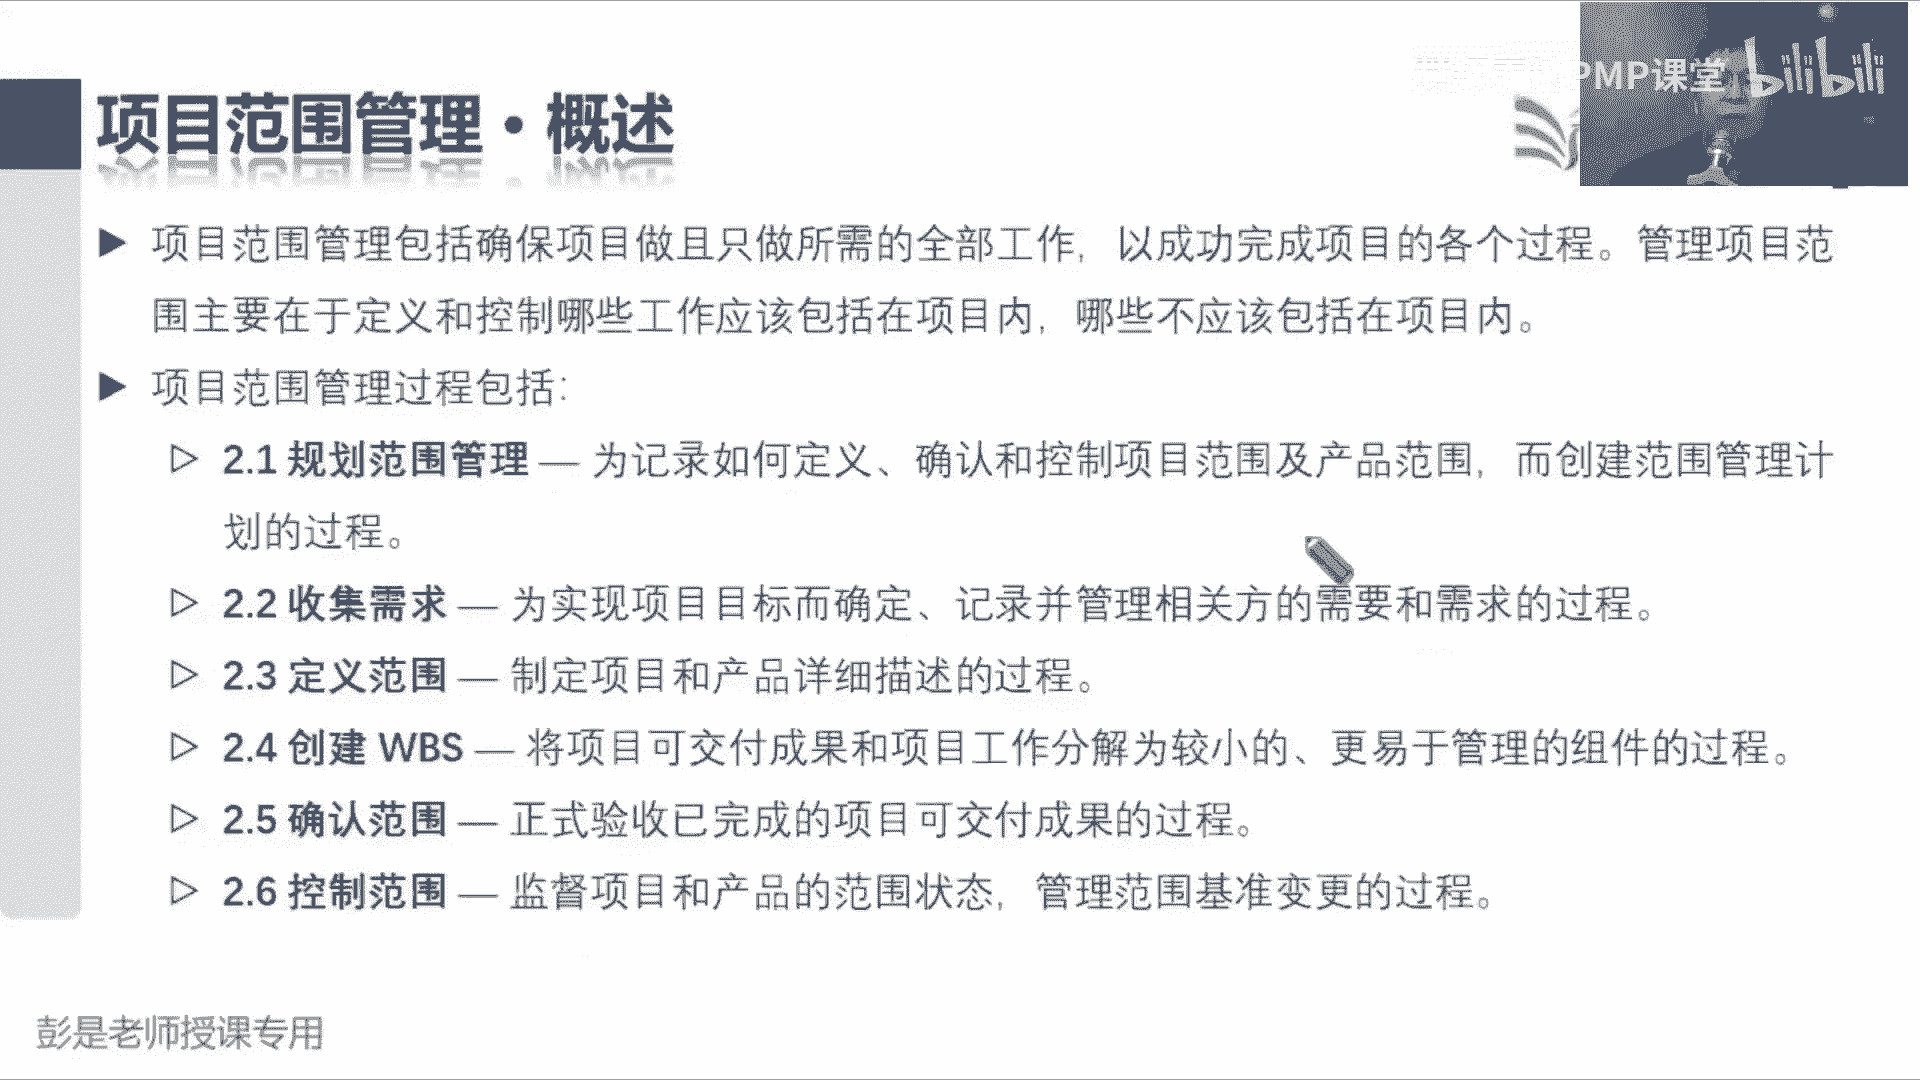 PMP课堂 bilibili
项目范围管理·概述
项目范围管理包括确保项目做且只做所需的全部工作，以成功完成项目的各个过程。管理项目范
围主要在于定义和控制哪些工作应该包括在项目内，哪些不应该包括在项目内。
项目范围管理过程包括：
2.1 规划范围管理 — 为记录如何定义、确认和控制项目范围及产品范围，而创建范围管理计
划的过程。
2.2 收集需求 — 为实现项目目标而确定、记录并管理相关方的需要和需求的过程。
2.3 定义范围 — 制定项目和产品详细描述的过程。
2.4 创建 WBS — 将项目可交付成果和项目工作分解为较小的、更易于管理的组件的过程。
2.5 确认范围 — 正式验收已完成的项目可交付成果的过程。
2.6 控制范围 — 监督项目和产品的范围状态，管理范围基准变更的过程。
彭是老师授课专用